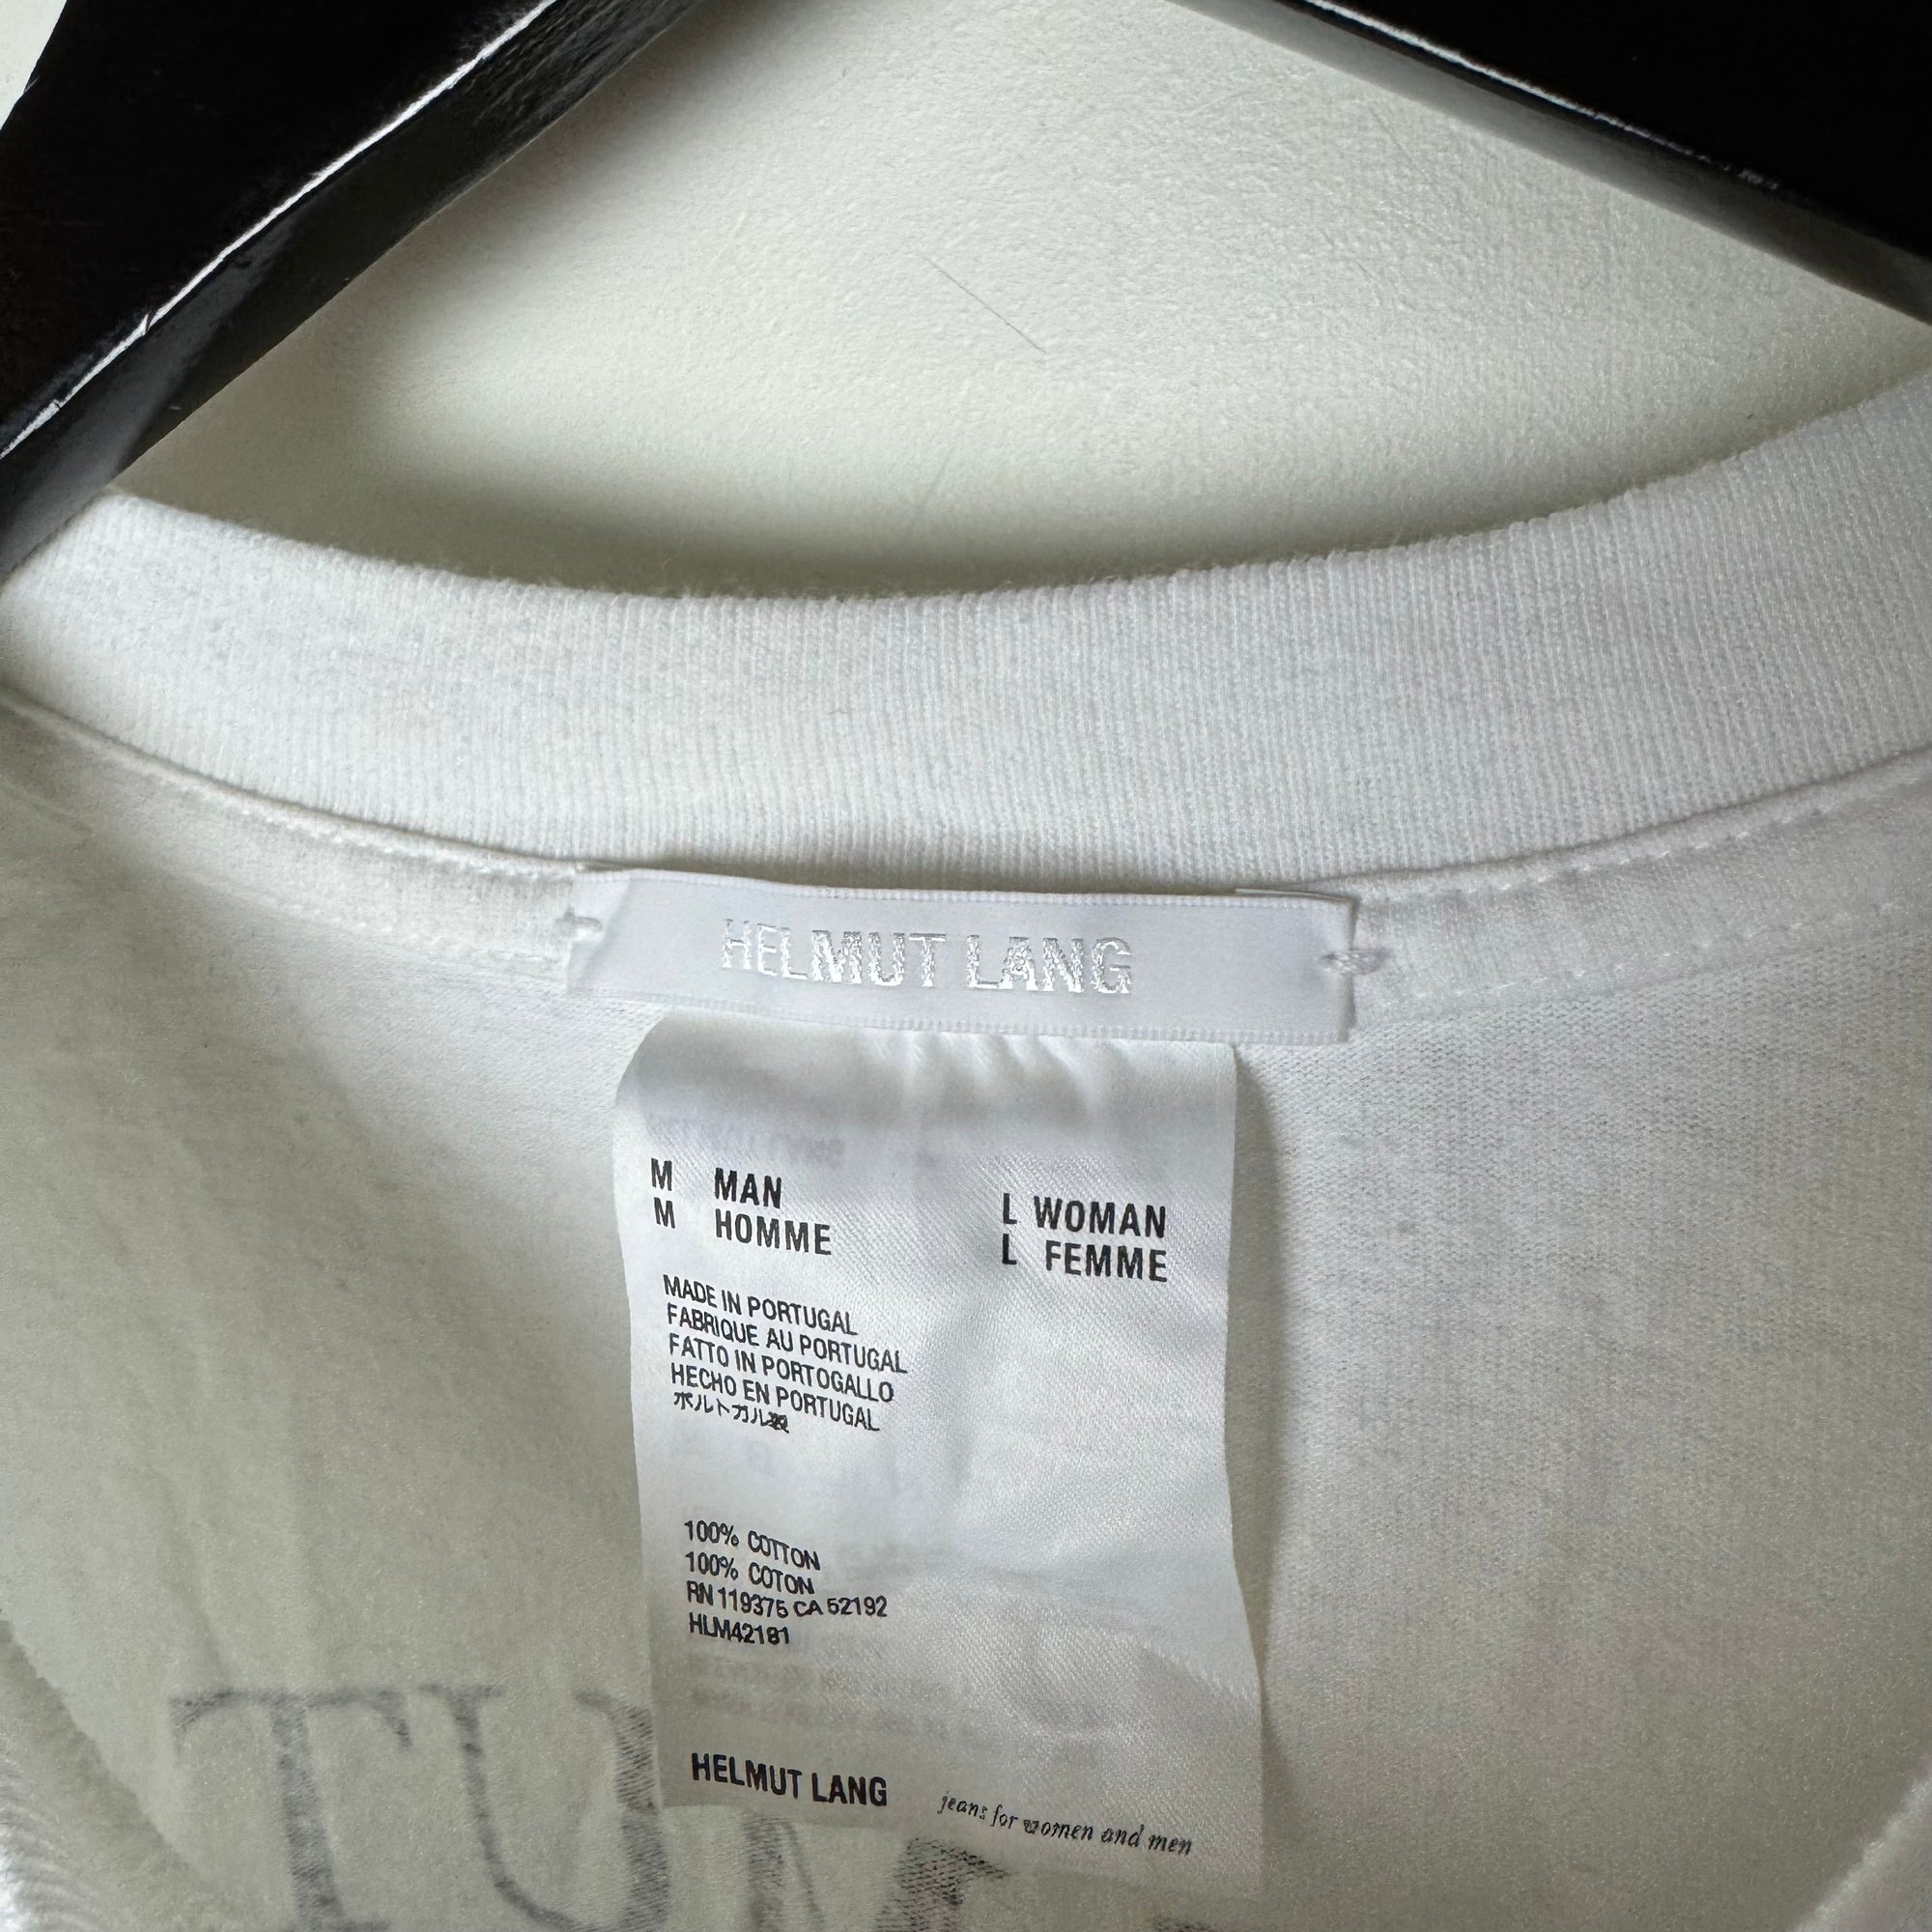 HELMUT LANG
M MAN L WOMAN
M HOMME L FEMME
MADE IN PORTUGAL
FABRIQUE AU PORTUGAL
FATTO IN PORTOGALLO
HECHO EN PORTUGAL
ポルトガル製
100% COTTON
100% COTON
RN 119375 CA 52192
HLM42181
HELMUT LANG jeans for women and men
TU